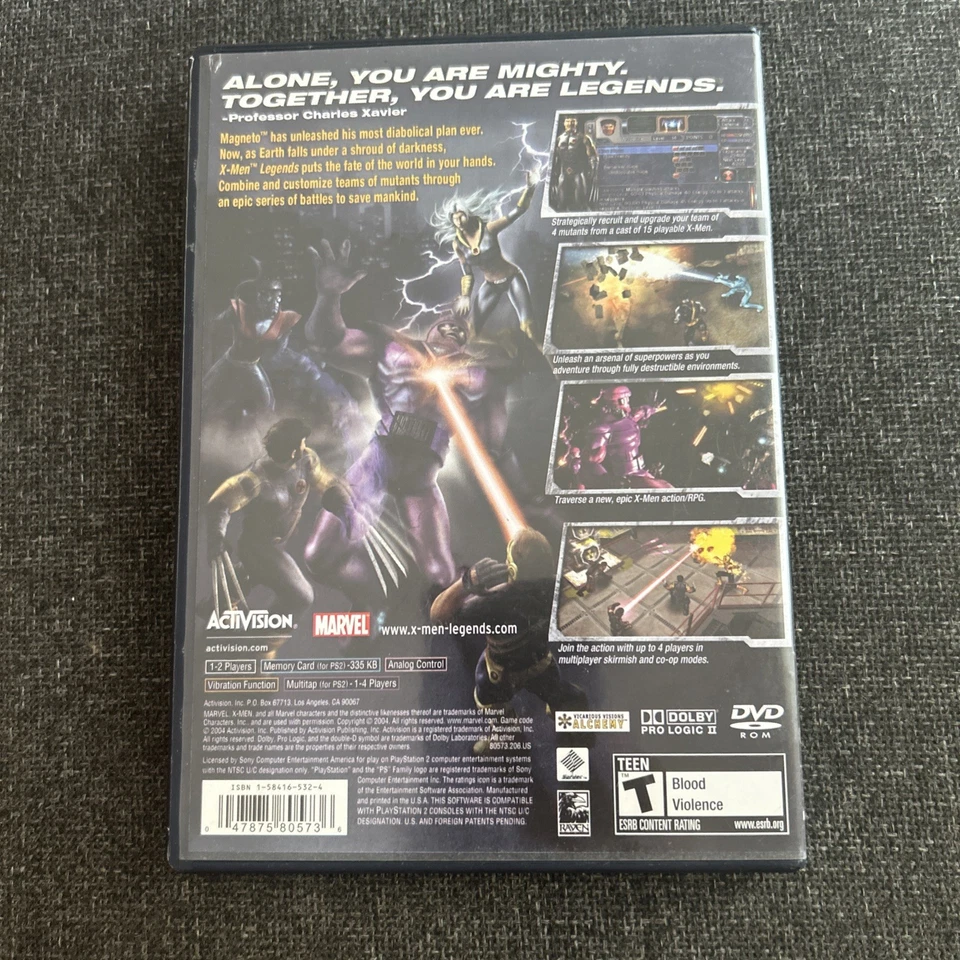 ALONE, YOU ARE MIGHTY.
TOGETHER, YOU ARE LEGENDS.
-Professor Charles Xavier
Magneto™ has unleashed his most diabolical plan ever.
Now, as Earth falls under a shroud of darkness,
X-Men™ Legends puts the fate of the world in your hands.
Combine and customize teams of mutants through
an epic series of battles to save mankind.
Strategically recruit and upgrade your team of
4 mutants from a cast of 15 playable X-Men.
Unleash an arsenal of superpowers as you
adventure through fully destructible environments.
Traverse a new, epic X-Men action/RPG.
Join the action with up to 4 players in
multiplayer skirmish and co-op modes.
ACTIVISION®
MARVEL
www.x-men-legends.com
activision.com
1-2 Players
Memory Card (for PS2) -335 KB
Analog Control
Vibration Function
Multitap (for PS2) - 1-4 Players
Activision, Inc. P.O. Box 67713, Los Angeles, CA 90067
MARVEL, X-MEN, and all Marvel characters and the distinctive likenesses thereof are trademarks of Marvel
Characters, Inc., and are used with permission. Copyright © 2004. All rights reserved. www.marvel.com. Game code
© 2004 Activision, Inc. Published by Activision Publishing, Inc. Activision is a registered trademark of Activision, Inc.
All rights reserved. Dolby, Pro Logic, and the double-D symbol are trademarks of Dolby Laboratories. All other
trademarks and trade names are the properties of their respective owners.
80573.206.US
Licensed by Sony Computer Entertainment America for play on PlayStation 2 computer entertainment systems
with the NTSC U/C designation only. "PlayStation" and the "PS" Family logo are registered trademarks of Sony
Computer Entertainment Inc. The ratings icon is a trademark
of the Entertainment Software Association. Manufactured
and printed in the U.S.A. THIS SOFTWARE IS COMPATIBLE
WITH PLAYSTATION 2 CONSOLES WITH THE NTSC U/C
DESIGNATION. U.S. AND FOREIGN PATENTS PENDING.
ISBN 1-58416-532-4
0 47875 80573 6
VICARIOUS VISIONS
ALCHEMY™
DOLBY
PRO LOGIC II
DVD
ROM
RAVEN
TEEN
T
™
Blood
Violence
ESRB CONTENT RATING
www.esrb.org